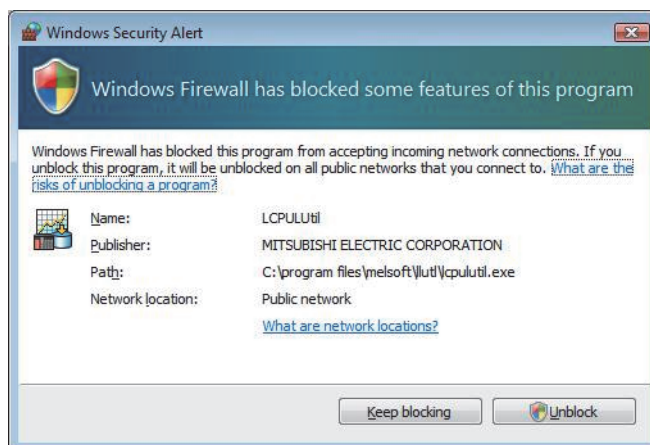 Windows Security Alert
Windows Firewall has blocked some features of this program
Windows Firewall has blocked this program from accepting incoming network connections. If you
unblock this program, it will be unblocked on all public networks that you connect to. What are the
risks of unblocking a program?
Name: LCPULUtil
Publisher: MITSUBISHI ELECTRIC CORPORATION
Path: C:\program files\melsoft\llutl\lcpulutil.exe
Network location: Public network
What are network locations?
Keep blocking Unblock